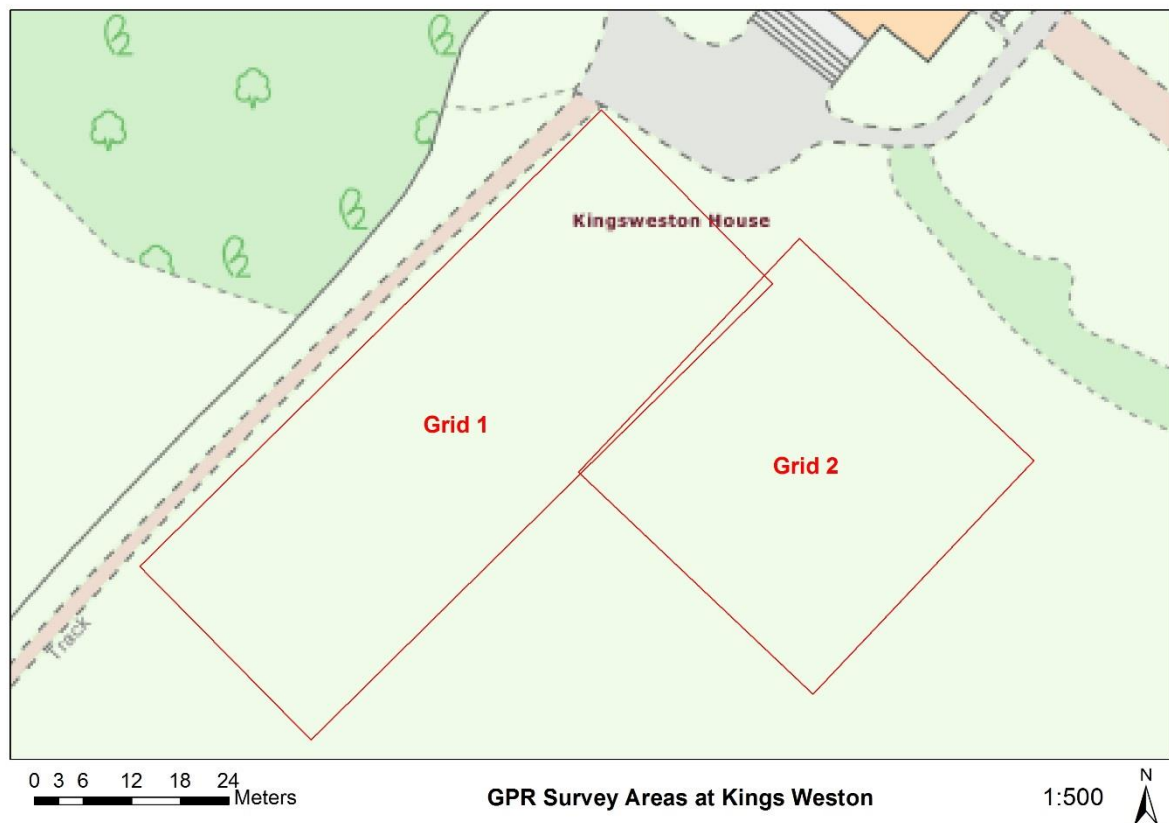 Kingsweston House
Grid 1
Grid 2
Track
0 3 6 12 18 24
Meters
GPR Survey Areas at Kings Weston
1:500
N